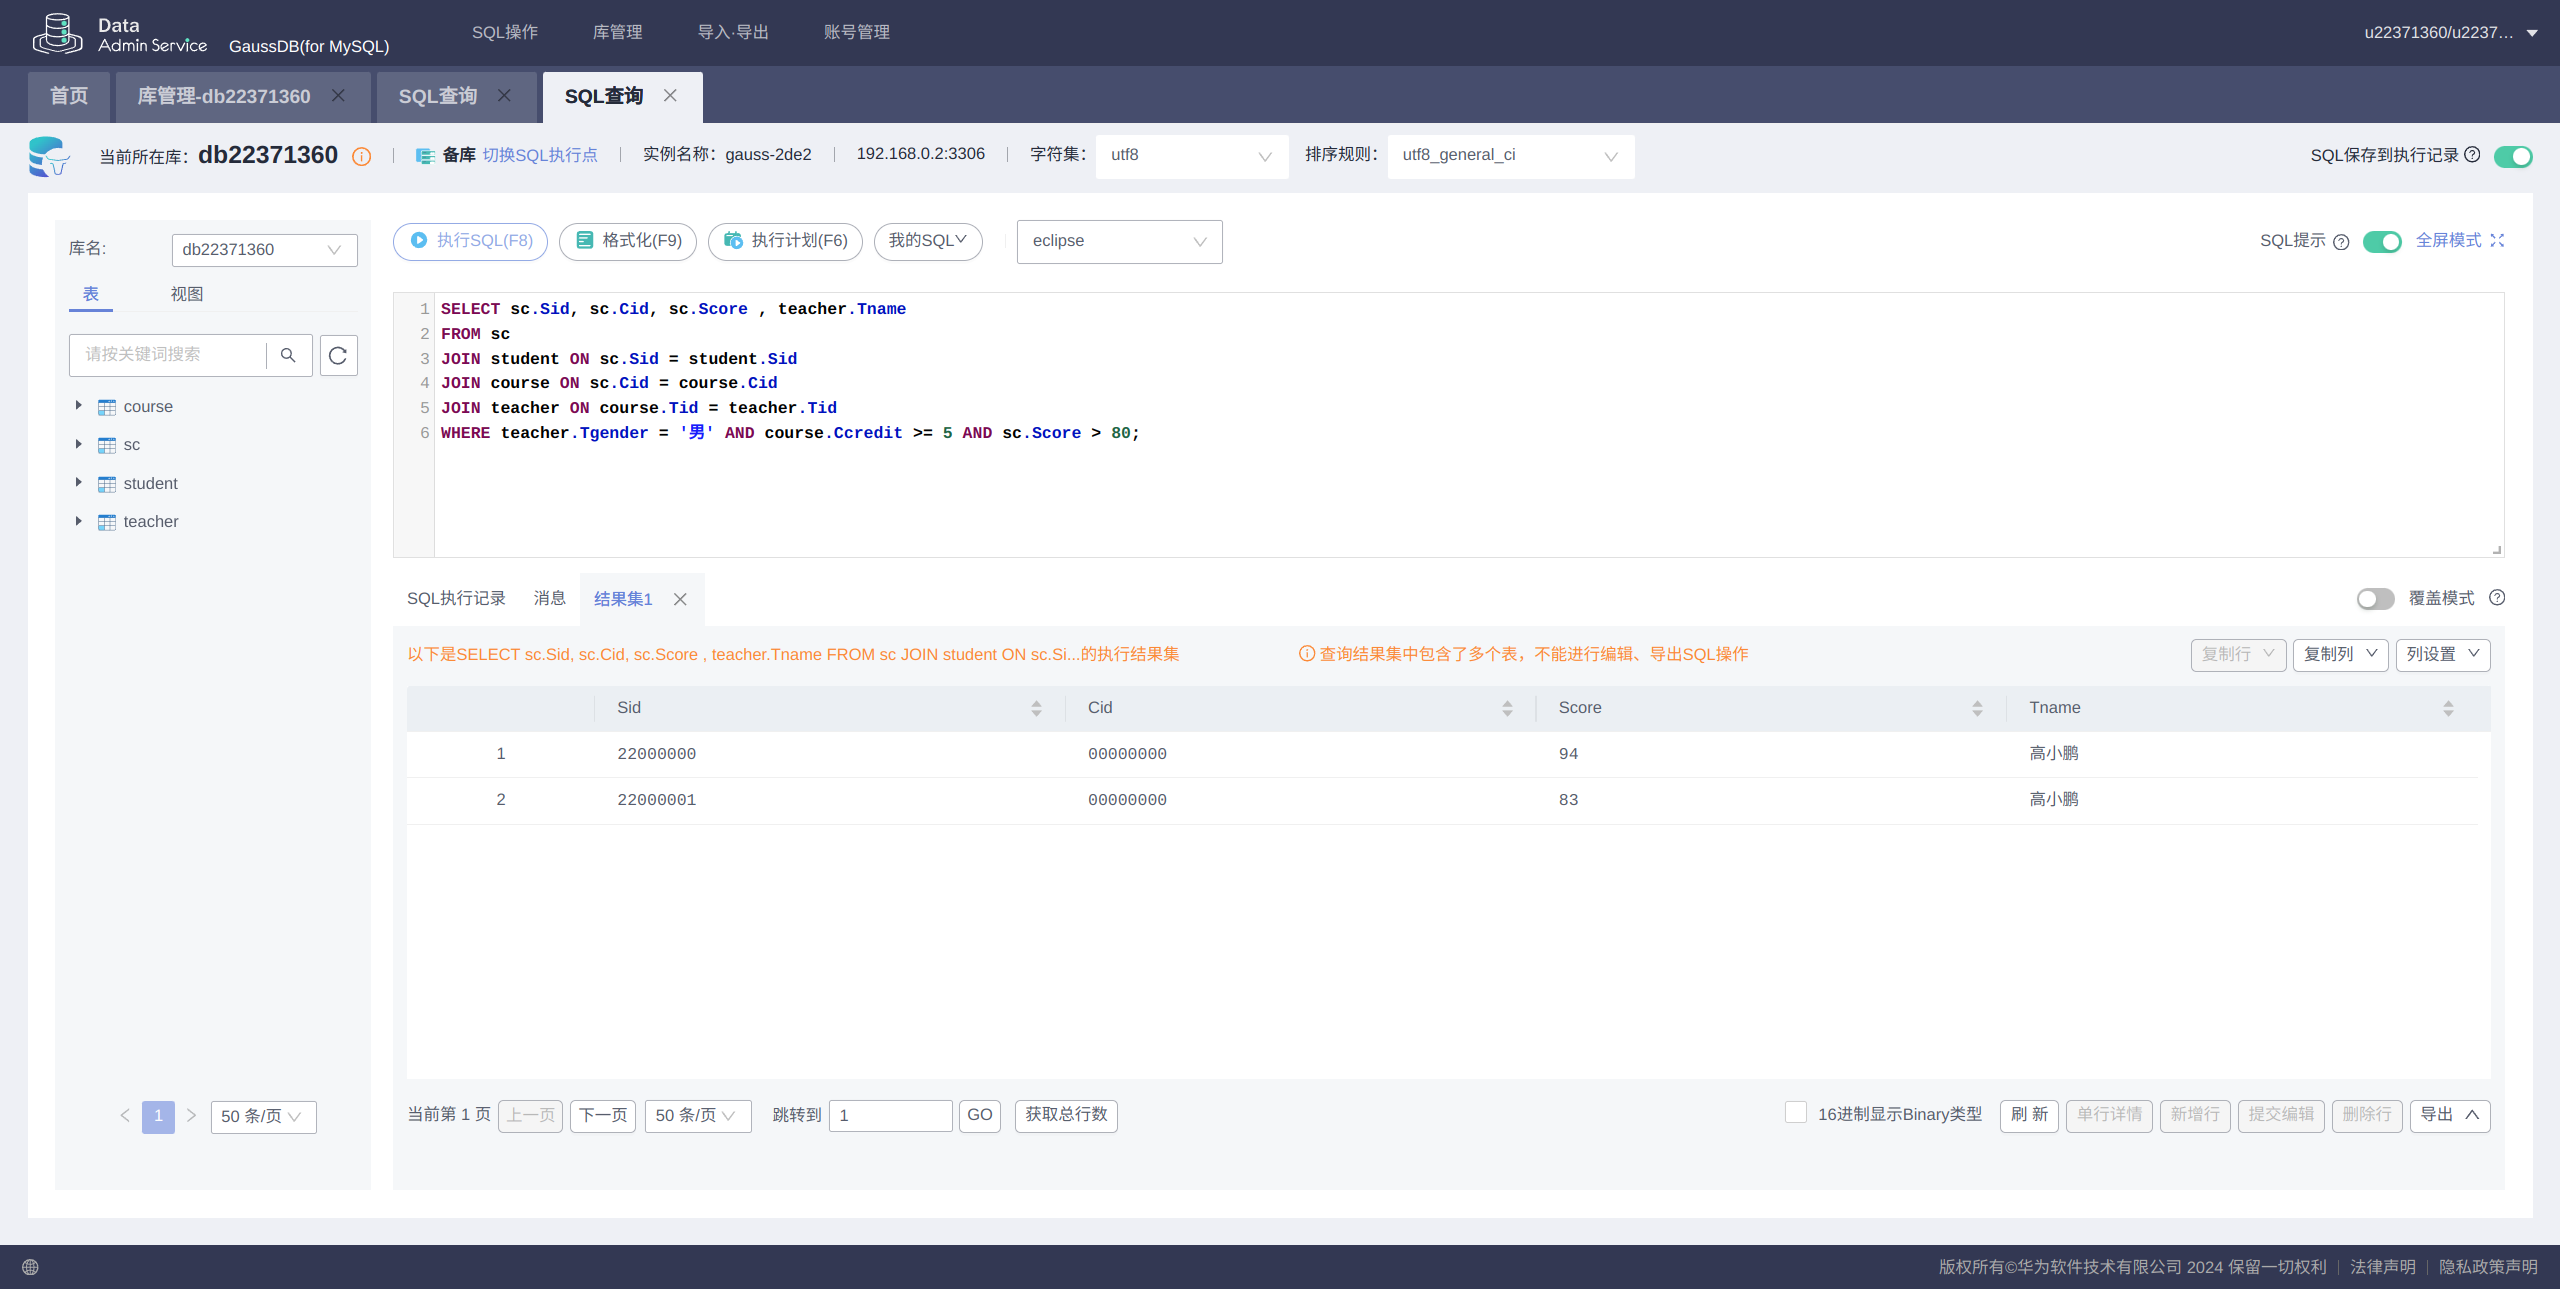 Data
Admin Service
GaussDB(for MySQL)
SQL操作
库管理
导入·导出
账号管理
u22371360/u2237...
首页
库管理-db22371360
SQL查询
SQL查询
当前所在库: db22371360
备库 切换SQL执行点
实例名称: gauss-2de2
192.168.0.2:3306
字符集: utf8
排序规则: utf8_general_ci
SQL保存到执行记录
库名:
db22371360
表
视图
请按关键词搜索
course
sc
student
teacher
1
50 条/页
执行SQL(F8)
格式化(F9)
执行计划(F6)
我的SQL
eclipse
SQL提示
全屏模式
1 SELECT sc.Sid, sc.Cid, sc.Score , teacher.Tname
2 FROM sc
3 JOIN student ON sc.Sid = student.Sid
4 JOIN course ON sc.Cid = course.Cid
5 JOIN teacher ON course.Tid = teacher.Tid
6 WHERE teacher.Tgender = '男' AND course.Ccredit >= 5 AND sc.Score > 80;
SQL执行记录
消息
结果集1
覆盖模式
以下是SELECT sc.Sid, sc.Cid, sc.Score , teacher.Tname FROM sc JOIN student ON sc.Si...的执行结果集
查询结果集中包含了多个表，不能进行编辑、导出SQL操作
复制行
复制列
列设置
Sid Cid Score Tname
1 22000000 00000000 94 高小鹏
2 22000001 00000000 83 高小鹏
当前第 1 页
上一页
下一页
50 条/页
跳转到
1
GO
获取总行数
16进制显示Binary类型
刷 新
单行详情
新增行
提交编辑
删除行
导出
版权所有©华为软件技术有限公司 2024 保留一切权利
法律声明
隐私政策声明